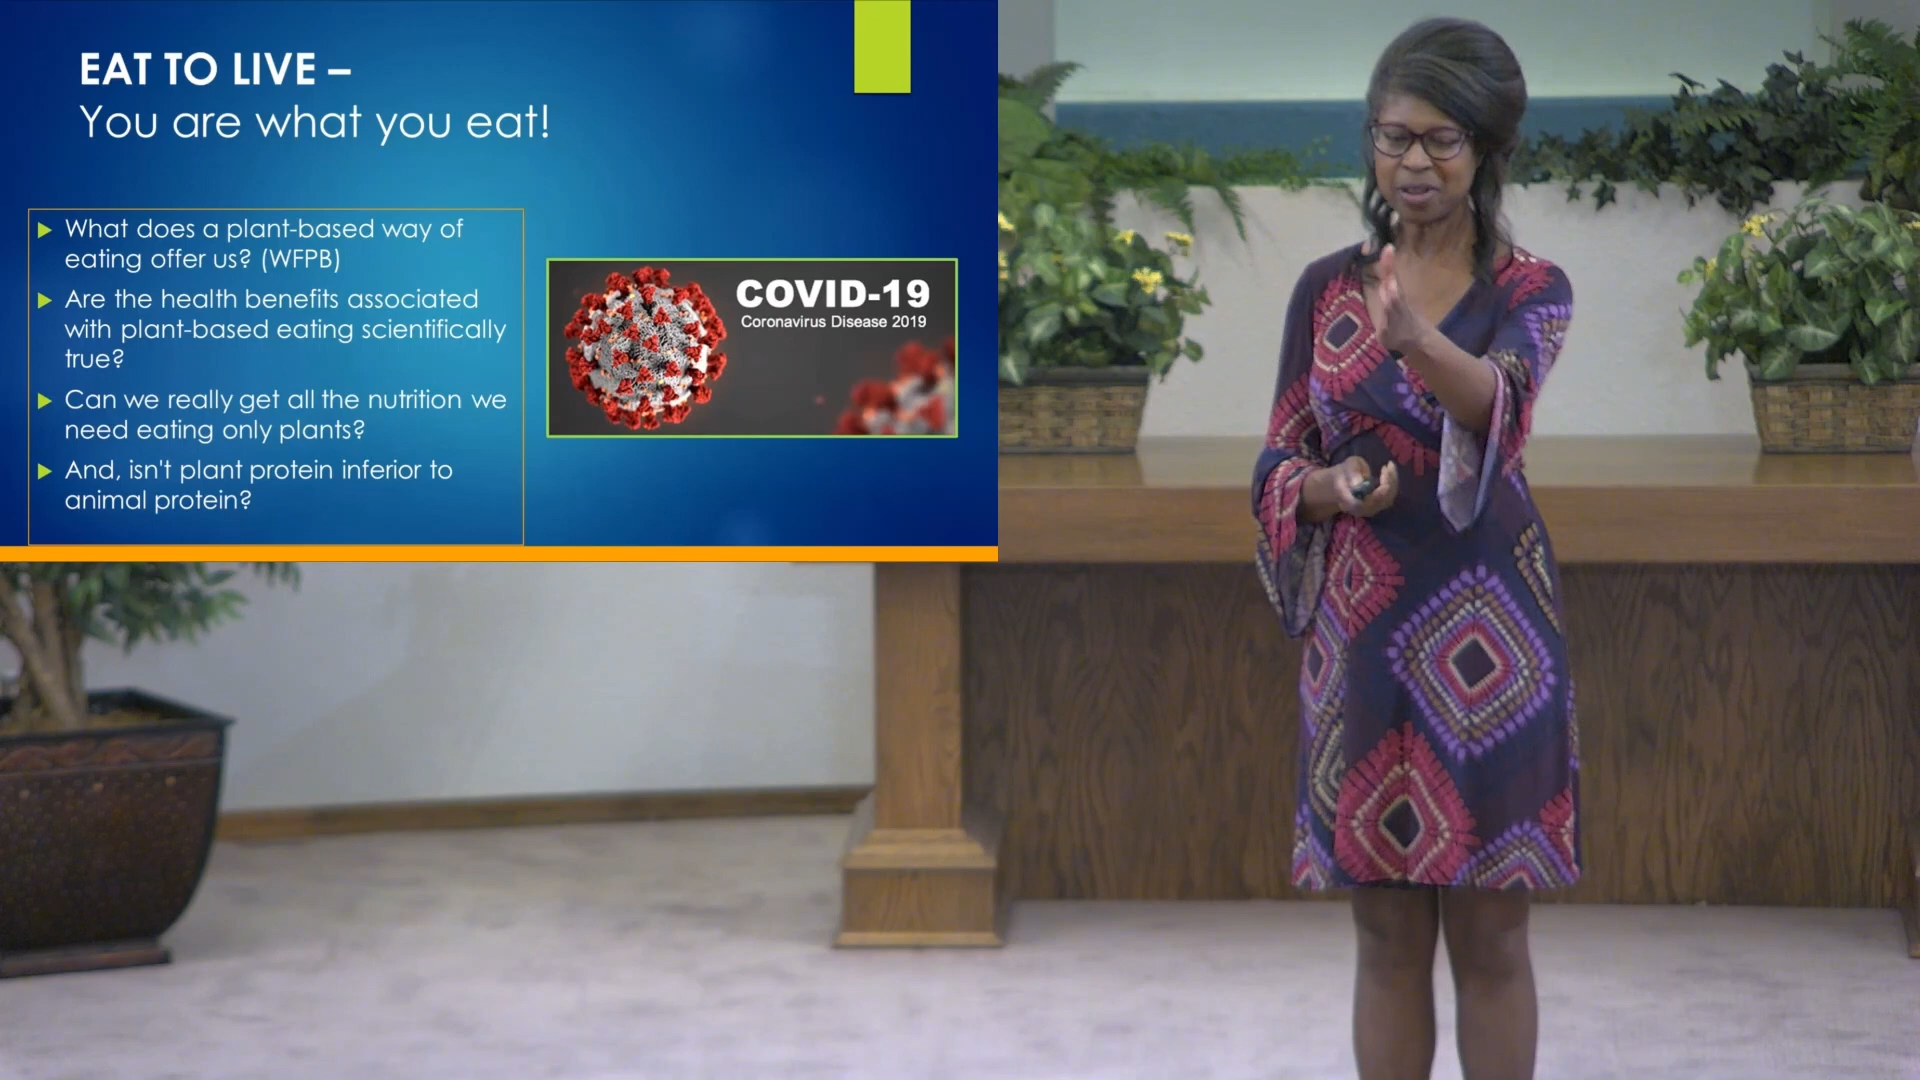 EAT TO LIVE –
You are what you eat!
What does a plant-based way of
eating offer us? (WFPB)
Are the health benefits associated
with plant-based eating scientifically
true?
Can we really get all the nutrition we
need eating only plants?
And, isn't plant protein inferior to
animal protein?
COVID-19
Coronavirus Disease 2019